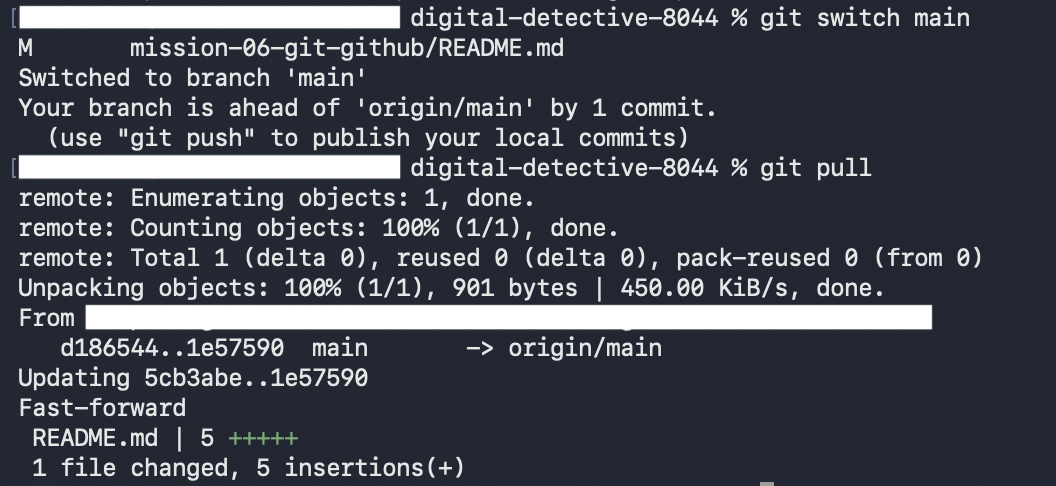 [ digital-detective-8044 % git switch main
M       mission-06-git-github/README.md
Switched to branch 'main'
Your branch is ahead of 'origin/main' by 1 commit.
  (use "git push" to publish your local commits)
[ digital-detective-8044 % git pull
remote: Enumerating objects: 1, done.
remote: Counting objects: 100% (1/1), done.
remote: Total 1 (delta 0), reused 0 (delta 0), pack-reused 0 (from 0)
Unpacking objects: 100% (1/1), 901 bytes | 450.00 KiB/s, done.
From
   d186544..1e57590  main       -> origin/main
Updating 5cb3abe..1e57590
Fast-forward
 README.md | 5 +++++
 1 file changed, 5 insertions(+)